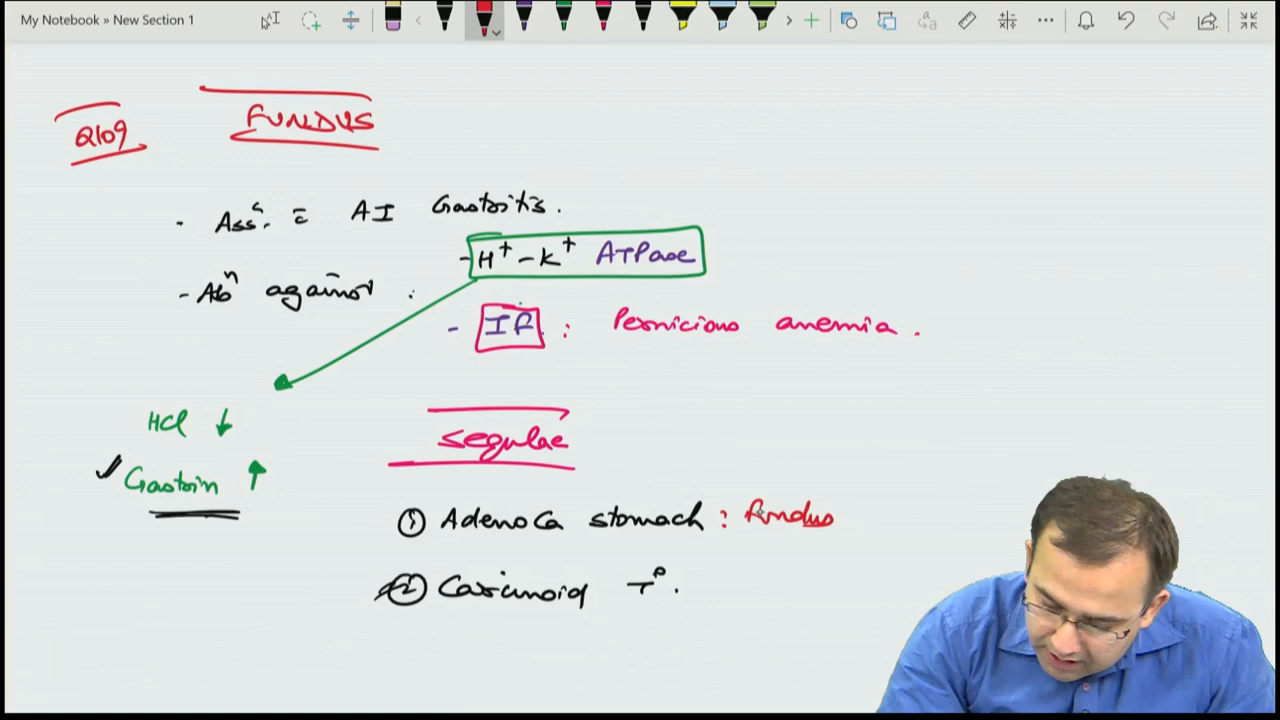 My Notebook » New Section 1
Q109
FUNDUS
- Assᶜ. c̄ AI Gastritis.
- H⁺ - K⁺ ATPase
- Abⁿ against :
- IF : Pernicious anemia.
HCl ↓
Gastrin ↑
Sequlae
① Adenoca stomach : fundus
② Carcinoid Tᴿ.